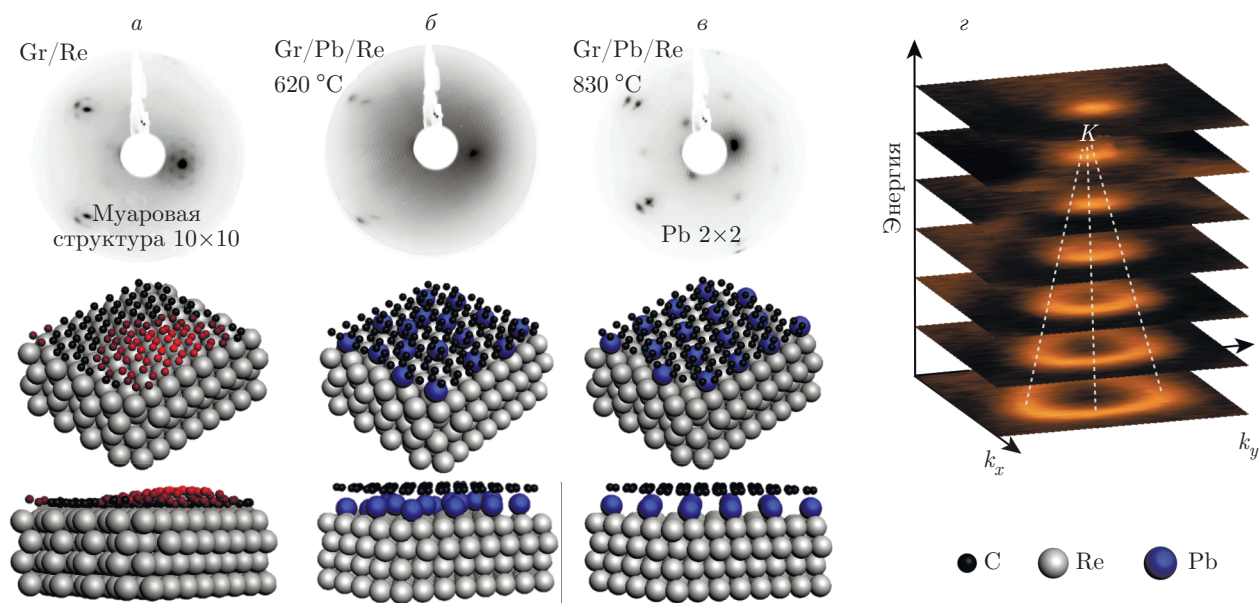 а
Gr/Re
Муаровая
структура 10×10
б
Gr/Pb/Re
620 °C
в
Gr/Pb/Re
830 °C
Pb 2×2
г
Энергия
K
k_x
k_y
C
Re
Pb